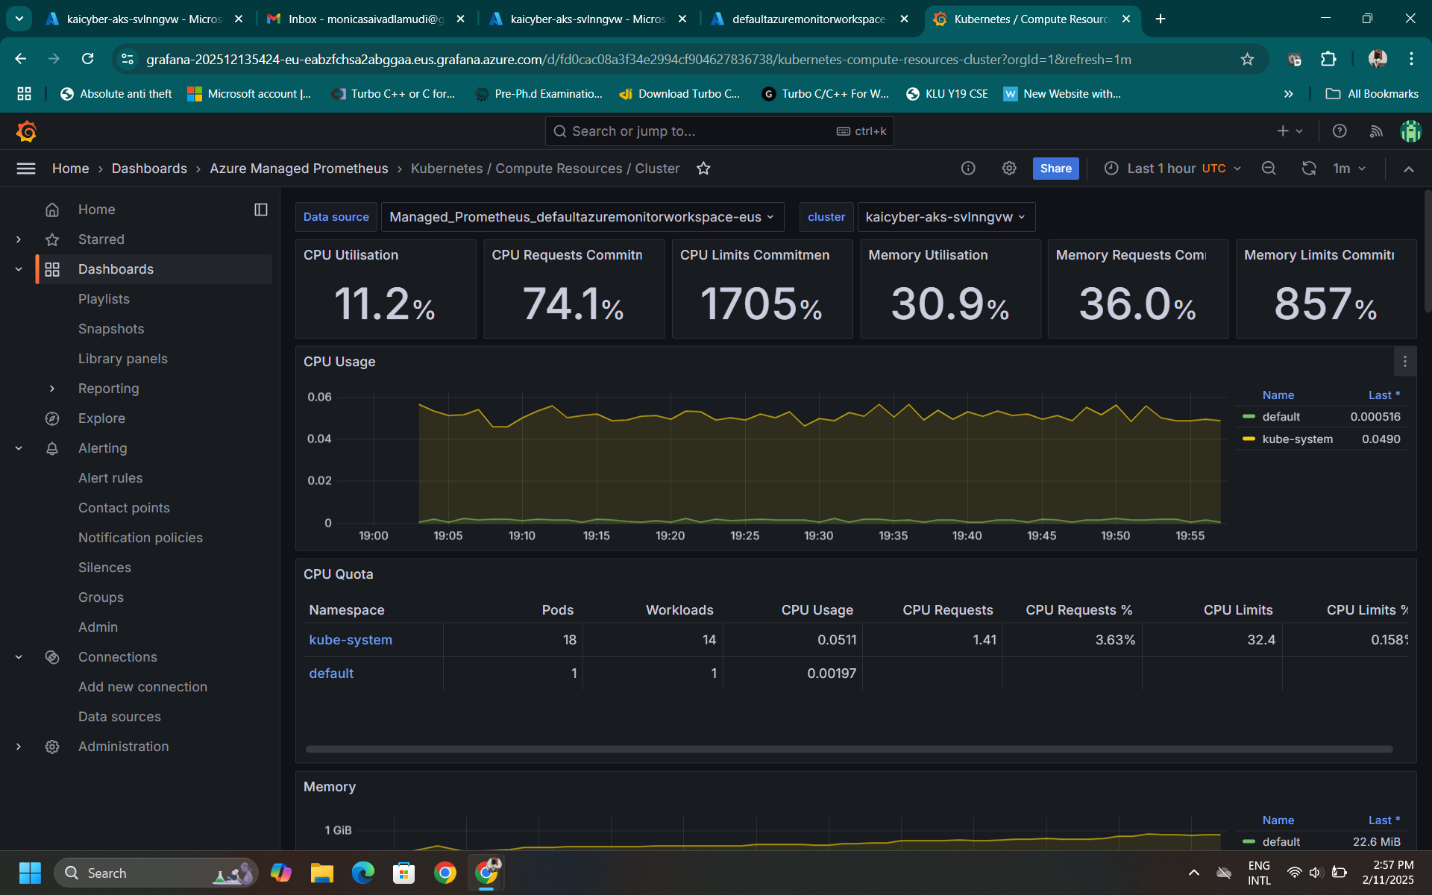 kaicyber-aks-svlnngvw - Micros
Inbox - monicasaivadlamudi@g
kaicyber-aks-svlnngvw - Micros
defaultazuremonitorworkspace
Kubernetes / Compute Resourc
grafana-202512135424-eu-eabzfchsa2abggaa.eus.grafana.azure.com/d/fd0cac08a3f34e2994cf904627836738/kubernetes-compute-resources-cluster?orgId=1&refresh=1m
Absolute anti theft
Microsoft account |...
Turbo C++ or C for...
Pre-Ph.d Examinatio...
Download Turbo C...
Turbo C/C++ For W...
KLU Y19 CSE
New Website with...
»
All Bookmarks
Search or jump to...
ctrl+k
Home › Dashboards › Azure Managed Prometheus › Kubernetes / Compute Resources / Cluster
Share
Last 1 hour UTC
1m
Home
Starred
Dashboards
Playlists
Snapshots
Library panels
Reporting
Explore
Alerting
Alert rules
Contact points
Notification policies
Silences
Groups
Admin
Connections
Add new connection
Data sources
Administration
Data source
Managed_Prometheus_defaultazuremonitorworkspace-eus
cluster
kaicyber-aks-svlnngvw
CPU Utilisation
11.2%
CPU Requests Commitn
74.1%
CPU Limits Commitmen
1705%
Memory Utilisation
30.9%
Memory Requests Com
36.0%
Memory Limits Commit
857%
CPU Usage
0.06
0.04
0.02
0
19:00 19:05 19:10 19:15 19:20 19:25 19:30 19:35 19:40 19:45 19:50 19:55
Name Last *
default 0.000516
kube-system 0.0490
CPU Quota
Namespace Pods Workloads CPU Usage CPU Requests CPU Requests % CPU Limits CPU Limits %
kube-system 18 14 0.0511 1.41 3.63% 32.4 0.158%
default 1 1 0.00197
Memory
1 GiB
Name Last *
default 22.6 MiB
Search
ENG
INTL
2:57 PM
2/11/2025